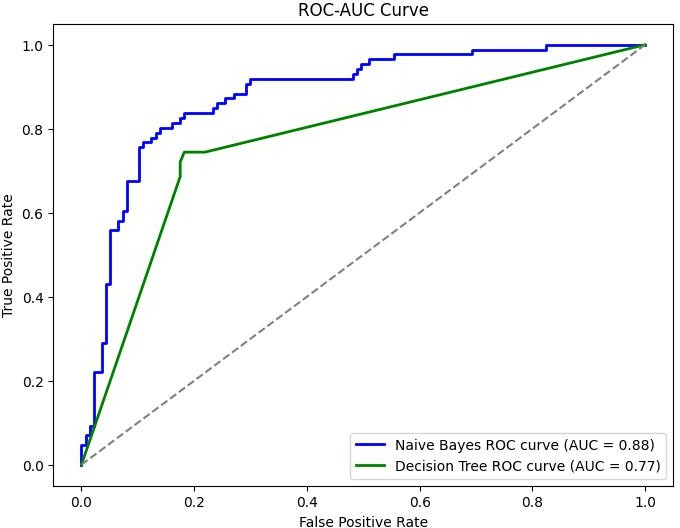 ROC-AUC Curve
True Positive Rate
1.0
0.8
0.6
0.4
0.2
0.0
Naive Bayes ROC curve (AUC = 0.88)
Decision Tree ROC curve (AUC = 0.77)
0.0 0.2 0.4 0.6 0.8 1.0
False Positive Rate